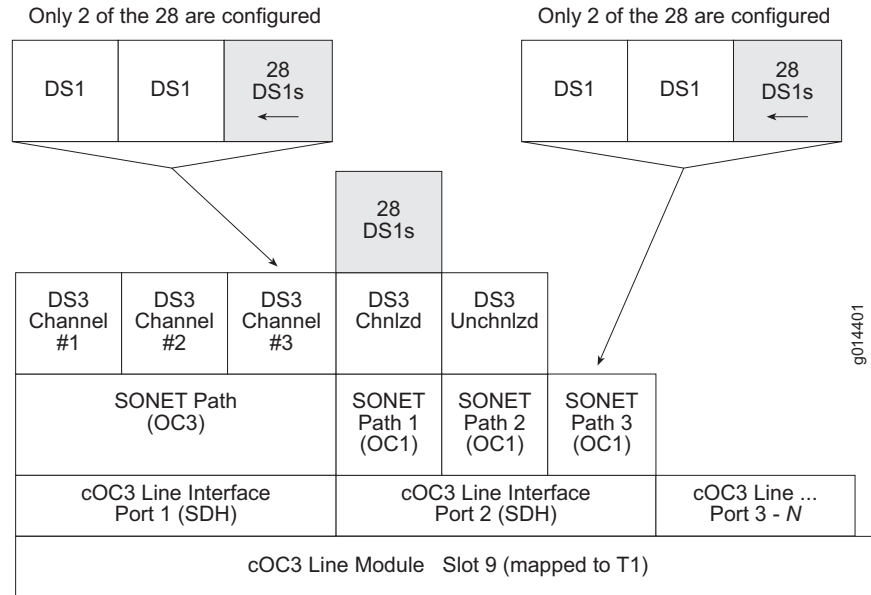 Only 2 of the 28 are configured
Only 2 of the 28 are configured
DS1
DS1
28
DS1s
DS1
DS1
28
DS1s
28
DS1s
DS3
Channel
#1
DS3
Channel
#2
DS3
Channel
#3
DS3
Chnlzd
DS3
Unchnlzd
SONET Path
(OC3)
SONET
Path 1
(OC1)
SONET
Path 2
(OC1)
SONET
Path 3
(OC1)
cOC3 Line Interface
Port 1 (SDH)
cOC3 Line Interface
Port 2 (SDH)
cOC3 Line ...
Port 3 - N
cOC3 Line Module Slot 9 (mapped to T1)
g014401